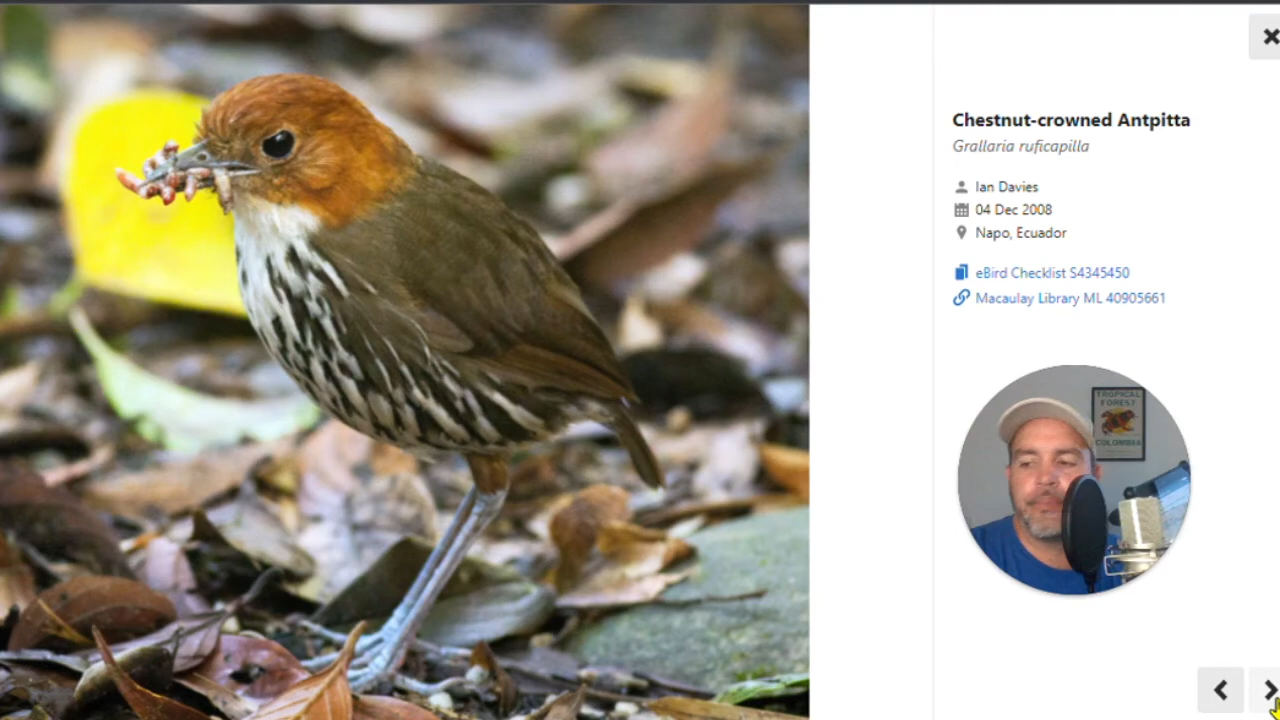 Chestnut-crowned Antpitta
Grallaria ruficapilla
Ian Davies
04 Dec 2008
Napo, Ecuador
eBird Checklist S4345450
Macaulay Library ML 40905661
TROPICAL
FOREST
COLOMBIA